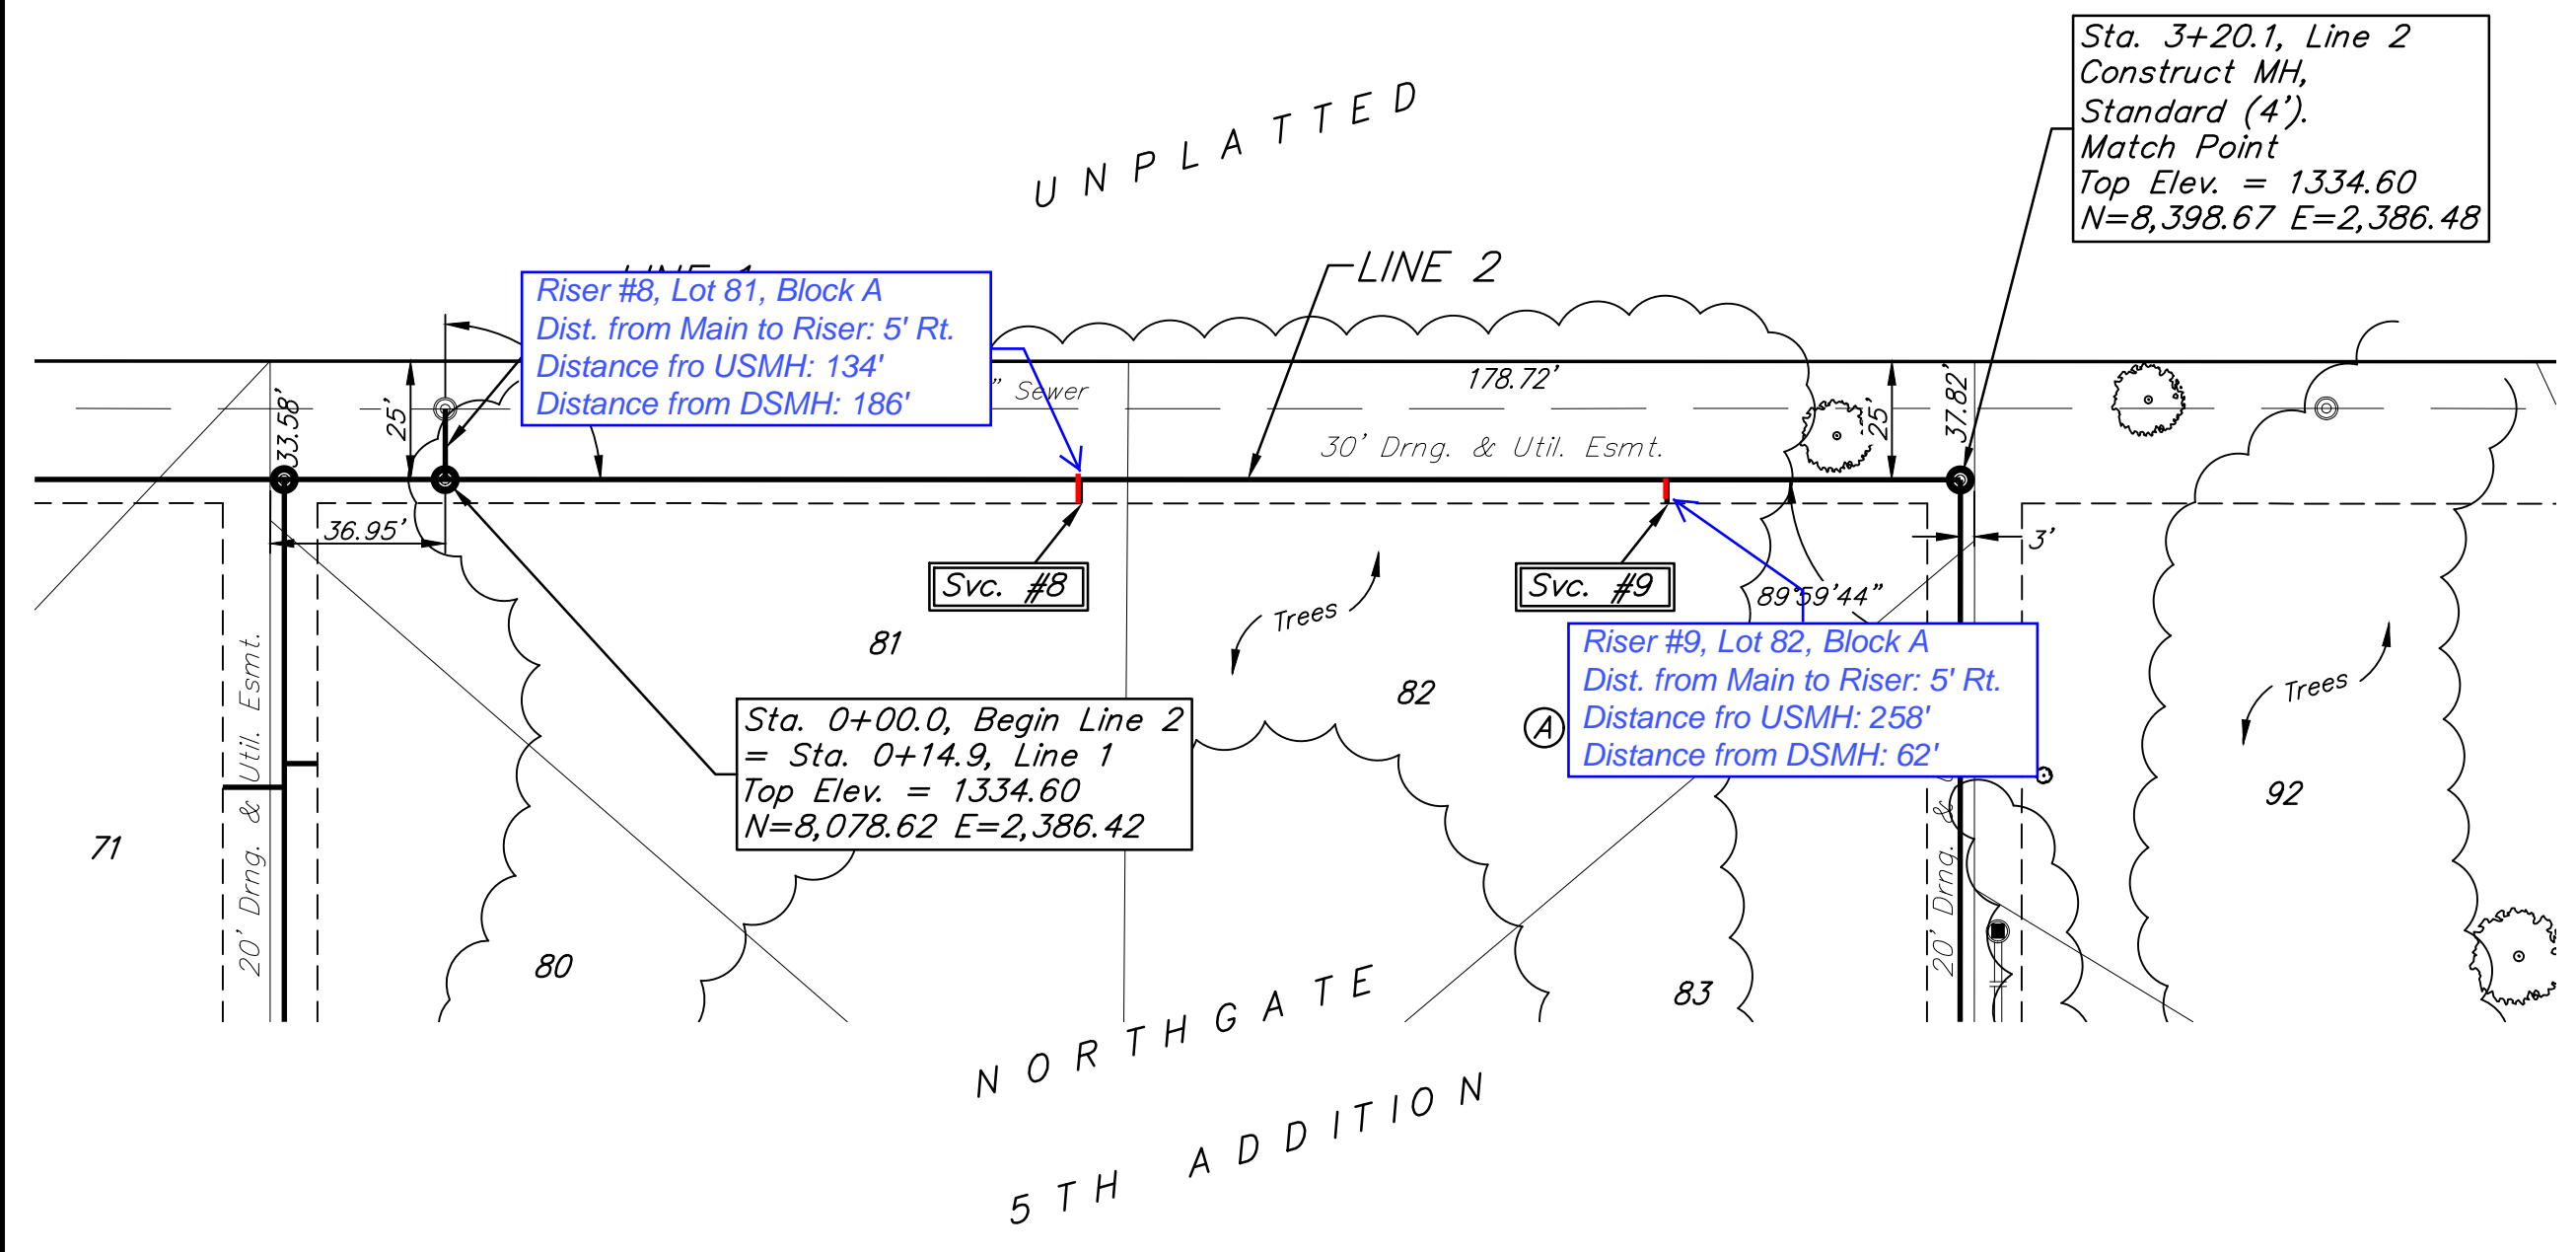 Sta. 3+20.1, Line 2
Construct MH,
Standard (4').
Match Point
Top Elev. = 1334.60
N=8,398.67 E=2,386.48
UNPLATTED
LINE 2
Riser #8, Lot 81, Block A
Dist. from Main to Riser: 5' Rt.
Distance fro USMH: 134'
Distance from DSMH: 186'
" Sewer
178.72'
33.58'
25'
25'
37.82'
30' Drng. & Util. Esmt.
36.95'
3'
Svc. #8
Svc. #9
89°59'44"
Trees
81
Riser #9, Lot 82, Block A
Dist. from Main to Riser: 5' Rt.
Distance fro USMH: 258'
Distance from DSMH: 62'
82
A
Trees
Sta. 0+00.0, Begin Line 2
= Sta. 0+14.9, Line 1
Top Elev. = 1334.60
N=8,078.62 E=2,386.42
20' Drng. & Util. Esmt.
20' Drng. &
71
92
80
83
NORTHGATE
5TH ADDITION